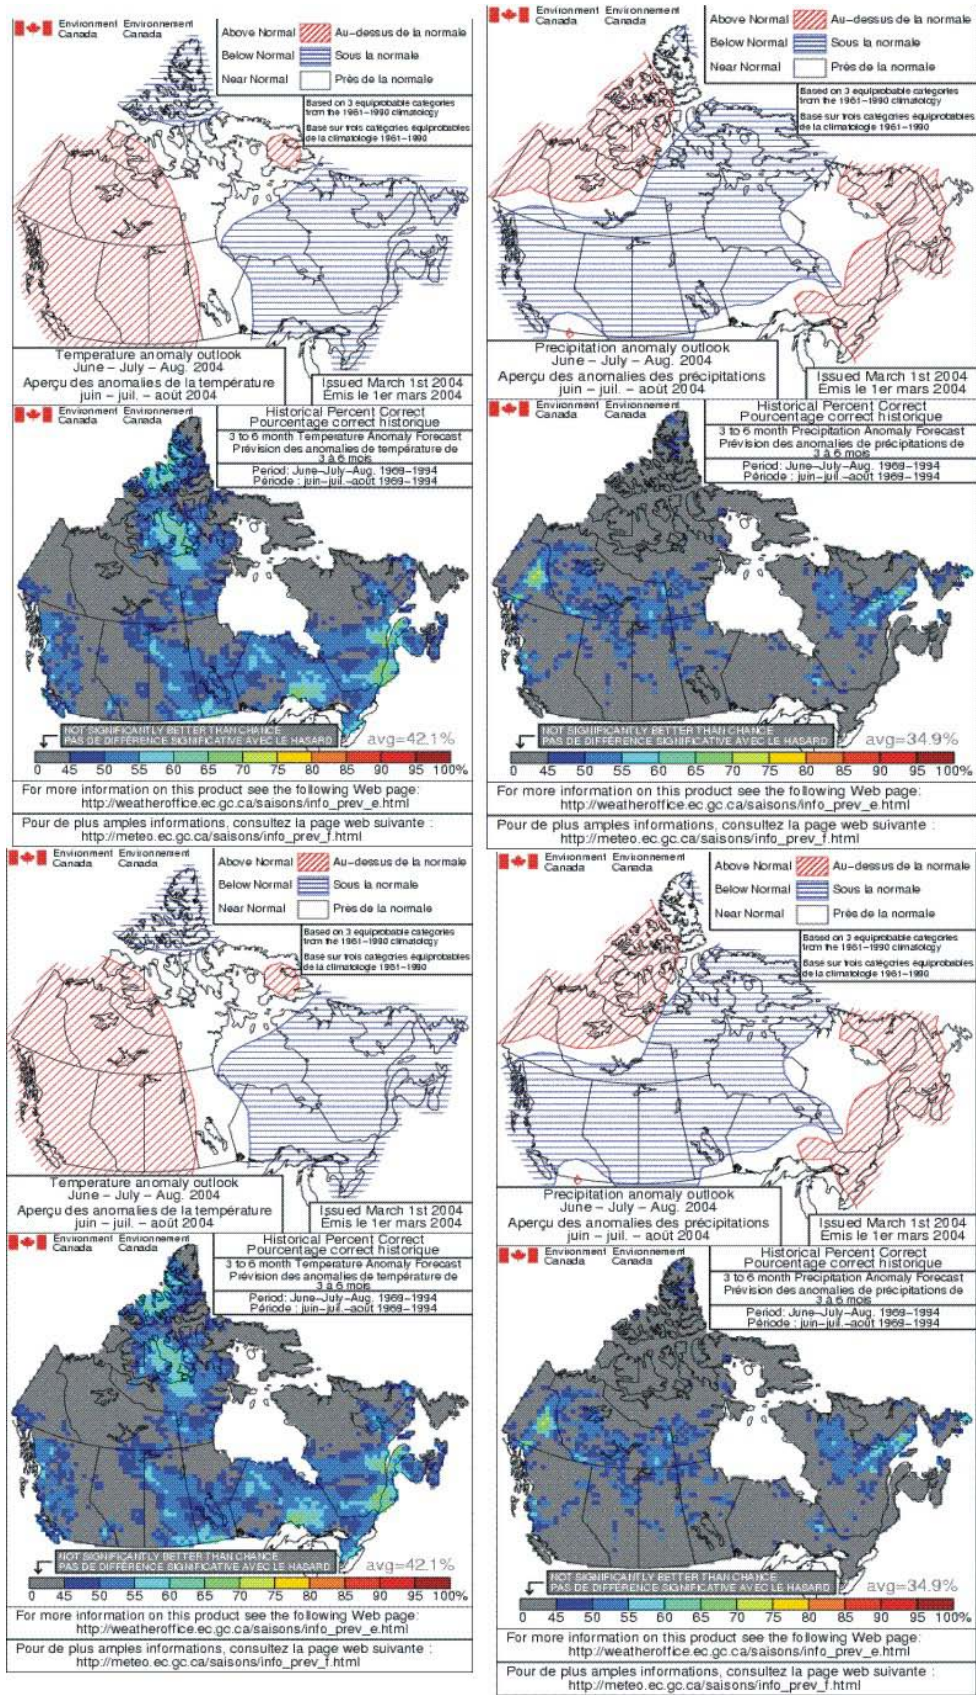 Environment Environnement
Canada Canada
Above Normal Au-dessus de la normale
Below Normal Sous la normale
Near Normal Près de la normale
Based on 3 equiprobable categories
from the 1961-1990 climatology
Base sur trois catégories équiprobables
de la climatologie 1961-1990
Temperature anomaly outlook
June - July - Aug. 2004
Aperçu des anomalies de la température
juin - juil. - août 2004
Issued March 1st 2004
Émis le 1er mars 2004
Environment Environnement
Canada Canada
Historical Percent Correct
Pourcentage correct historique
3 to 6 month Temperature Anomaly Forecast
Prévision des anomalies de température de
3 à 6 mois
Period: June-July-Aug. 1969-1994
Période : juin-juil.-août 1969-1994
NOT SIGNIFICANTLY BETTER THAN CHANCE
PAS DE DIFFÉRENCE SIGNIFICATIVE AVEC LE HASARD
avg=42.1%
0 45 50 55 60 65 70 75 80 85 90 95 100%
For more information on this product see the following Web page:
http://weatheroffice.ec.gc.ca/saisons/info_prev_e.html
Pour de plus amples informations, consultez la page web suivante :
http://meteo.ec.gc.ca/saisons/info_prev_f.html
Environment Environnement
Canada Canada
Above Normal Au-dessus de la normale
Below Normal Sous la normale
Near Normal Près de la normale
Based on 3 equiprobable categories
from the 1961-1990 climatology
Base sur trois catégories équiprobables
de la climatologie 1961-1990
Precipitation anomaly outlook
June - July - Aug. 2004
Aperçu des anomalies des précipitations
juin - juil. - août 2004
Issued March 1st 2004
Émis le 1er mars 2004
Environment Environnement
Canada Canada
Historical Percent Correct
Pourcentage correct historique
3 to 6 month Precipitation Anomaly Forecast
Prévision des anomalies de précipitations de
3 à 6 mois
Period: June-July-Aug. 1969-1994
Période : juin-juil.-août 1969-1994
NOT SIGNIFICANTLY BETTER THAN CHANCE
PAS DE DIFFÉRENCE SIGNIFICATIVE AVEC LE HASARD
avg=34.9%
0 45 50 55 60 65 70 75 80 85 90 95 100%
For more information on this product see the following Web page:
http://weatheroffice.ec.gc.ca/saisons/info_prev_e.html
Pour de plus amples informations, consultez la page web suivante :
http://meteo.ec.gc.ca/saisons/info_prev_f.html
Environment Environnement
Canada Canada
Above Normal Au-dessus de la normale
Below Normal Sous la normale
Near Normal Près de la normale
Based on 3 equiprobable categories
from the 1961-1990 climatology
Base sur trois catégories équiprobables
de la climatologie 1961-1990
Temperature anomaly outlook
June - July - Aug. 2004
Aperçu des anomalies de la température
juin - juil. - août 2004
Issued March 1st 2004
Émis le 1er mars 2004
Environment Environnement
Canada Canada
Historical Percent Correct
Pourcentage correct historique
3 to 6 month Temperature Anomaly Forecast
Prévision des anomalies de température de
3 à 6 mois
Period: June-July-Aug. 1969-1994
Période : juin-juil.-août 1969-1994
NOT SIGNIFICANTLY BETTER THAN CHANCE
PAS DE DIFFÉRENCE SIGNIFICATIVE AVEC LE HASARD
avg=42.1%
0 45 50 55 60 65 70 75 80 85 90 95 100%
For more information on this product see the following Web page:
http://weatheroffice.ec.gc.ca/saisons/info_prev_e.html
Pour de plus amples informations, consultez la page web suivante :
http://meteo.ec.gc.ca/saisons/info_prev_f.html
Environment Environnement
Canada Canada
Above Normal Au-dessus de la normale
Below Normal Sous la normale
Near Normal Près de la normale
Based on 3 equiprobable categories
from the 1961-1990 climatology
Base sur trois catégories équiprobables
de la climatologie 1961-1990
Precipitation anomaly outlook
June - July - Aug. 2004
Aperçu des anomalies des précipitations
juin - juil. - août 2004
Issued March 1st 2004
Émis le 1er mars 2004
Environment Environnement
Canada Canada
Historical Percent Correct
Pourcentage correct historique
3 to 6 month Precipitation Anomaly Forecast
Prévision des anomalies de précipitations de
3 à 6 mois
Period: June-July-Aug. 1969-1994
Période : juin-juil.-août 1969-1994
NOT SIGNIFICANTLY BETTER THAN CHANCE
PAS DE DIFFÉRENCE SIGNIFICATIVE AVEC LE HASARD
avg=34.9%
0 45 50 55 60 65 70 75 80 85 90 95 100%
For more information on this product see the following Web page:
http://weatheroffice.ec.gc.ca/saisons/info_prev_e.html
Pour de plus amples informations, consultez la page web suivante :
http://meteo.ec.gc.ca/saisons/info_prev_f.html